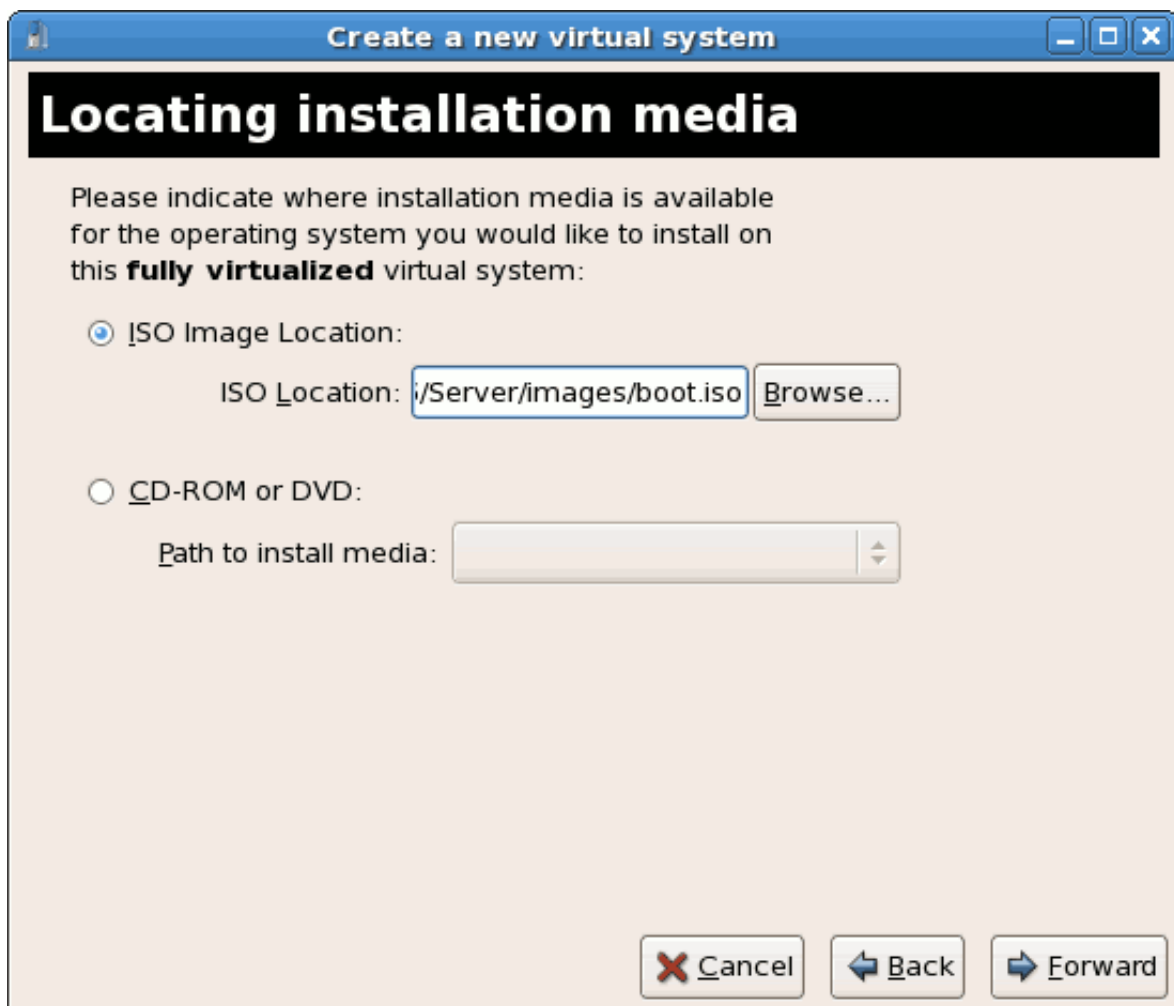 Create a new virtual system
Locating installation media
Please indicate where installation media is available
for the operating system you would like to install on
this fully virtualized virtual system:
ISO Image Location:
ISO Location: /Server/images/boot.iso Browse...
CD-ROM or DVD:
Path to install media:
Cancel Back Forward